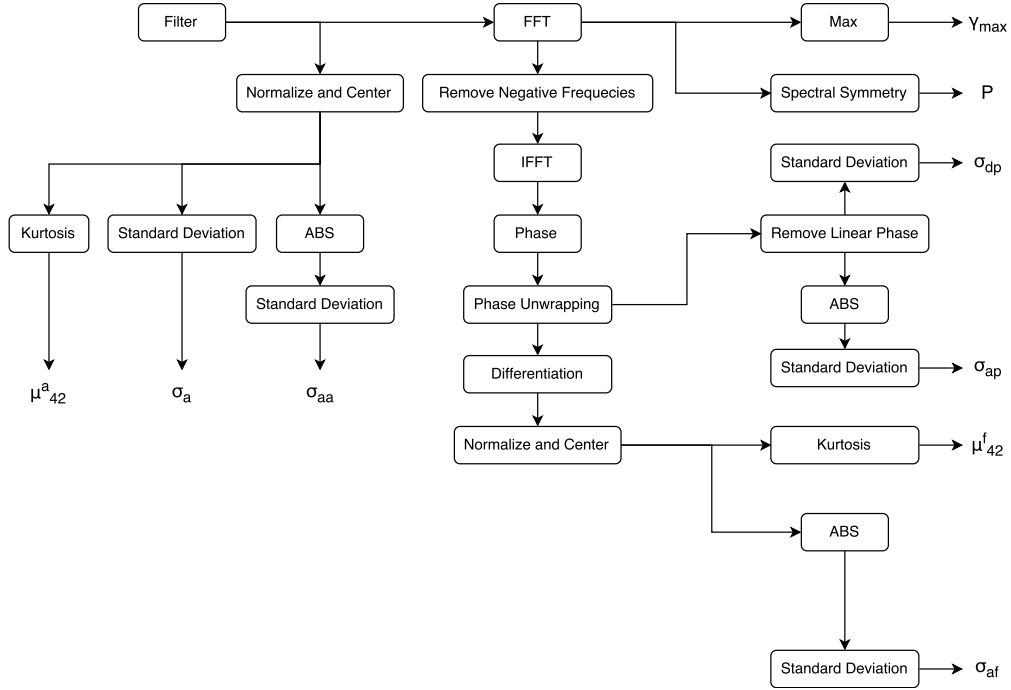 Filter
FFT
Max
γmax
Normalize and Center
Remove Negative Frequecies
Spectral Symmetry
P
IFFT
Standard Deviation
σdp
Kurtosis
Standard Deviation
ABS
Phase
Remove Linear Phase
Standard Deviation
Phase Unwrapping
ABS
Differentiation
Standard Deviation
σap
μa42
σa
σaa
Normalize and Center
Kurtosis
μf42
ABS
Standard Deviation
σaf